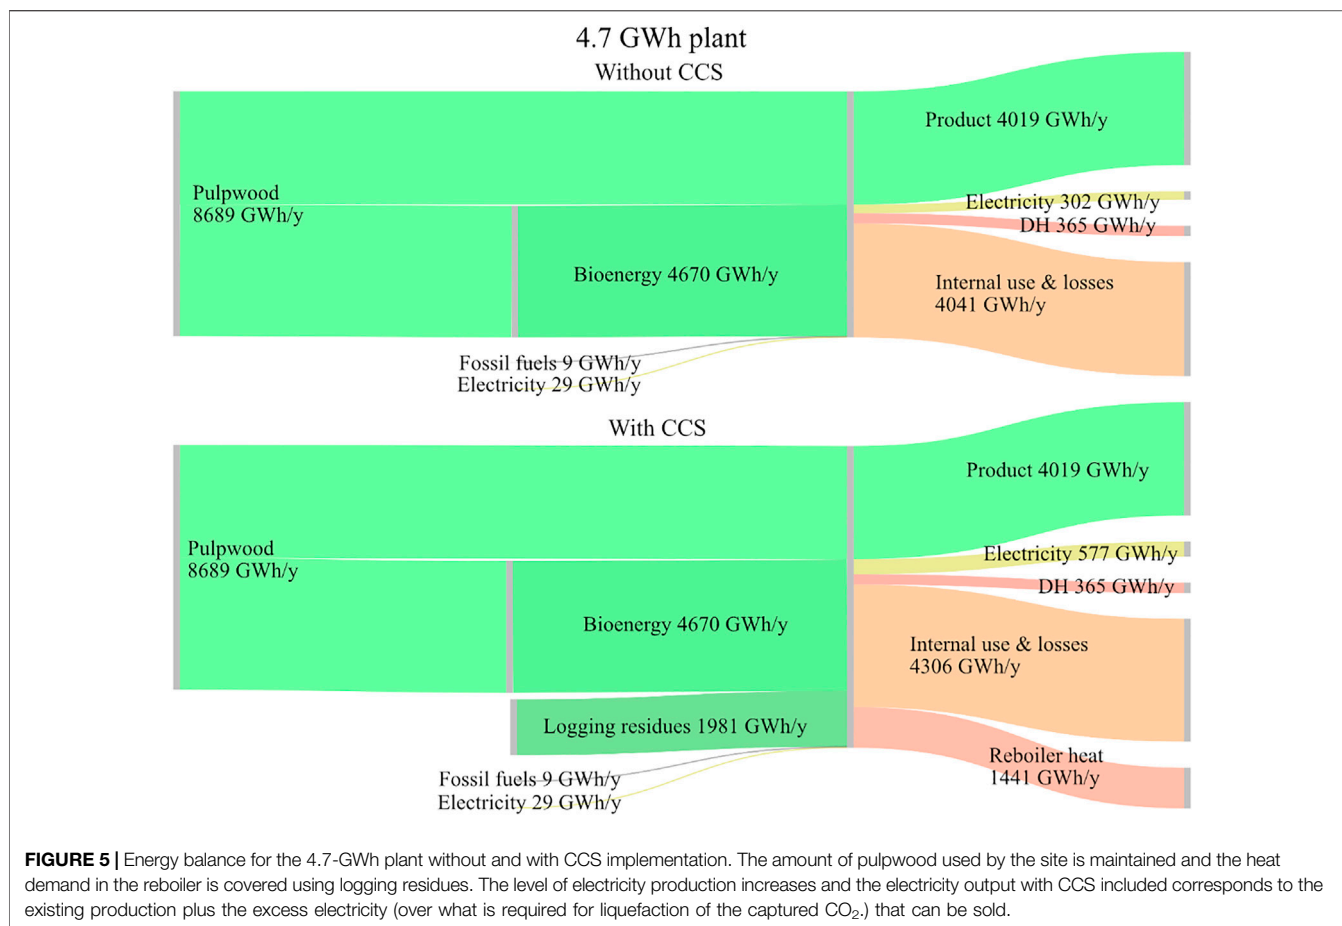 4.7 GWh plant
Without CCS
Product 4019 GWh/y
Pulpwood
8689 GWh/y
Electricity 302 GWh/y
DH 365 GWh/y
Bioenergy 4670 GWh/y
Internal use & losses
4041 GWh/y
Fossil fuels 9 GWh/y
Electricity 29 GWh/y
With CCS
Product 4019 GWh/y
Pulpwood
8689 GWh/y
Electricity 577 GWh/y
DH 365 GWh/y
Bioenergy 4670 GWh/y
Internal use & losses
4306 GWh/y
Logging residues 1981 GWh/y
Reboiler heat
1441 GWh/y
Fossil fuels 9 GWh/y
Electricity 29 GWh/y
FIGURE 5 | Energy balance for the 4.7-GWh plant without and with CCS implementation. The amount of pulpwood used by the site is maintained and the heat
demand in the reboiler is covered using logging residues. The level of electricity production increases and the electricity output with CCS included corresponds to the
existing production plus the excess electricity (over what is required for liquefaction of the captured CO₂.) that can be sold.